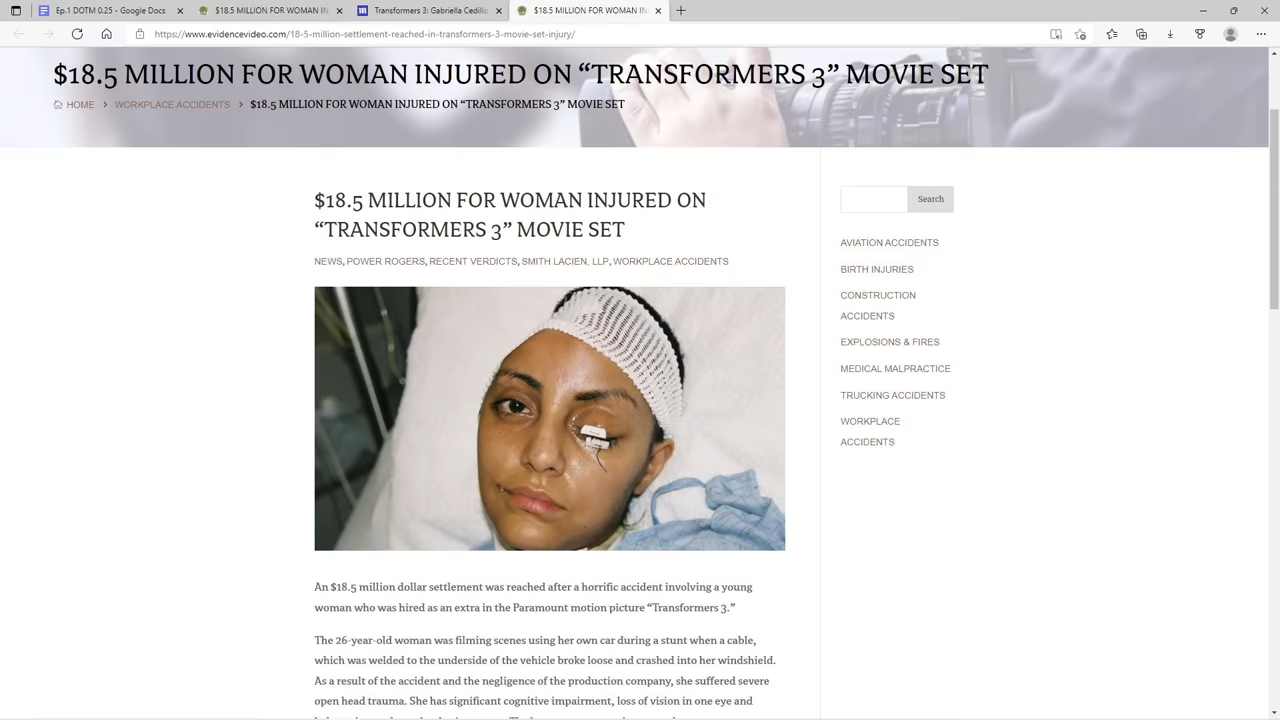 Ep.1 DOTM 0.25 - Google Docs
$18.5 MILLION FOR WOMAN IN
Transformers 3: Gabriella Cedillo
$18.5 MILLION FOR WOMAN IN
https://www.evidencevideo.com/18-5-million-settlement-reached-in-transformers-3-movie-set-injury/
$18.5 MILLION FOR WOMAN INJURED ON “TRANSFORMERS 3” MOVIE SET
HOME > WORKPLACE ACCIDENTS > $18.5 MILLION FOR WOMAN INJURED ON “TRANSFORMERS 3” MOVIE SET
$18.5 MILLION FOR WOMAN INJURED ON
“TRANSFORMERS 3” MOVIE SET
NEWS, POWER ROGERS, RECENT VERDICTS, SMITH LACIEN, LLP, WORKPLACE ACCIDENTS
An $18.5 million dollar settlement was reached after a horrific accident involving a young
woman who was hired as an extra in the Paramount motion picture “Transformers 3.”
The 26-year-old woman was filming scenes using her own car during a stunt when a cable,
which was welded to the underside of the vehicle broke loose and crashed into her windshield.
As a result of the accident and the negligence of the production company, she suffered severe
open head trauma. She has significant cognitive impairment, loss of vision in one eye and
Search
AVIATION ACCIDENTS
BIRTH INJURIES
CONSTRUCTION
ACCIDENTS
EXPLOSIONS & FIRES
MEDICAL MALPRACTICE
TRUCKING ACCIDENTS
WORKPLACE
ACCIDENTS